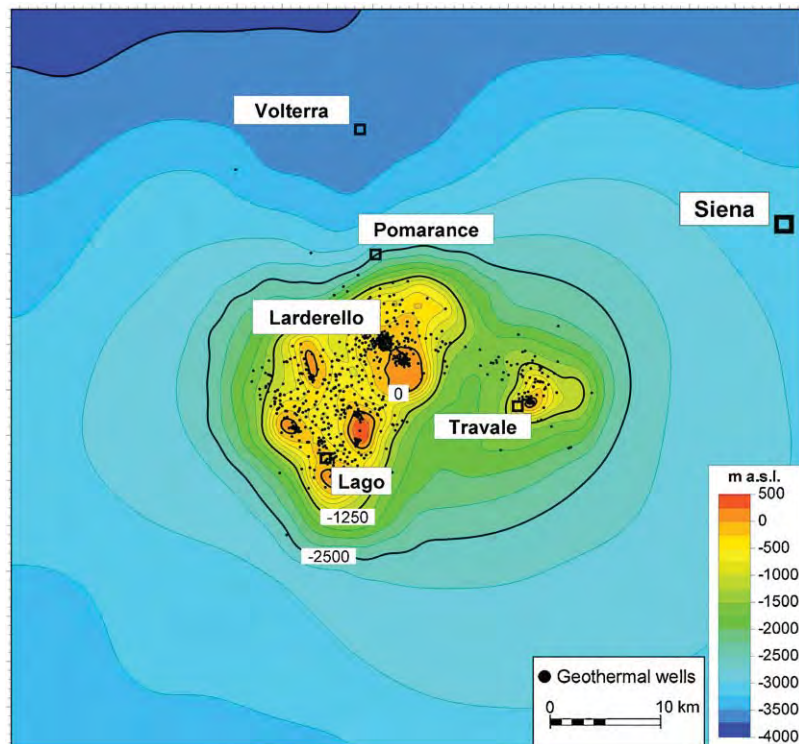 Volterra
Siena
Pomarance
Larderello
0
Travale
Lago
-1250
-2500
m a.s.l.
500
0
-500
-1000
-1500
-2000
-2500
-3000
-3500
-4000
Geothermal wells
0 10 km